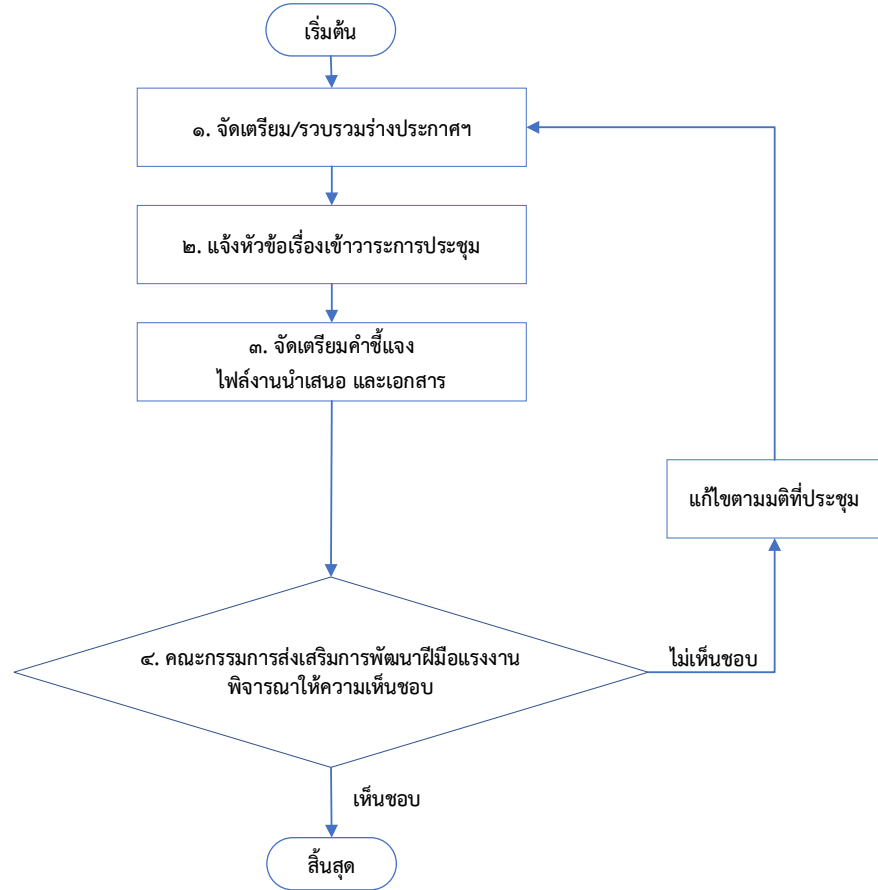 เริ่มต้น
๑. จัดเตรียม/รวบรวมร่างประกาศฯ
๒. แจ้งหัวข้อเรื่องเข้าวาระการประชุม
๓. จัดเตรียมคำชี้แจง
ไฟล์งานนำเสนอ และเอกสาร
แก้ไขตามมติที่ประชุม
๔. คณะกรรมการส่งเสริมการพัฒนาฝีมือแรงงาน
พิจารณาให้ความเห็นชอบ
ไม่เห็นชอบ
เห็นชอบ
สิ้นสุด